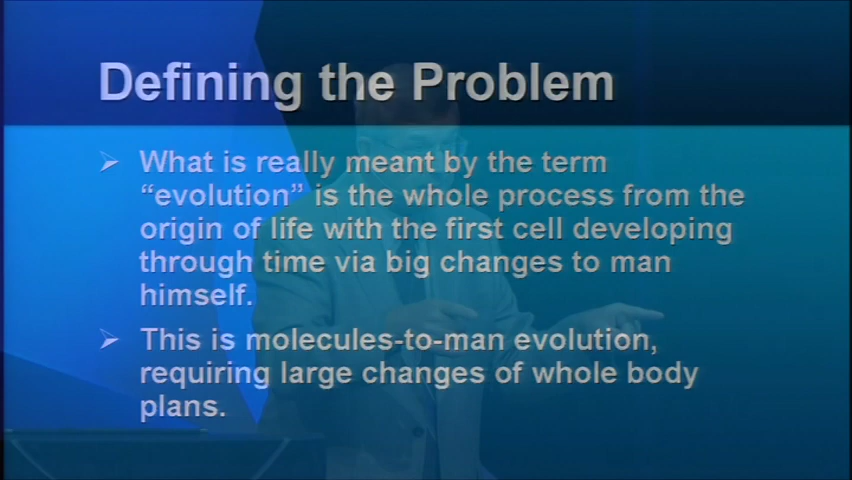 Defining the Problem
➢ What is really meant by the term
“evolution” is the whole process from the
origin of life with the first cell developing
through time via big changes to man
himself.
➢ This is molecules-to-man evolution,
requiring large changes of whole body
plans.